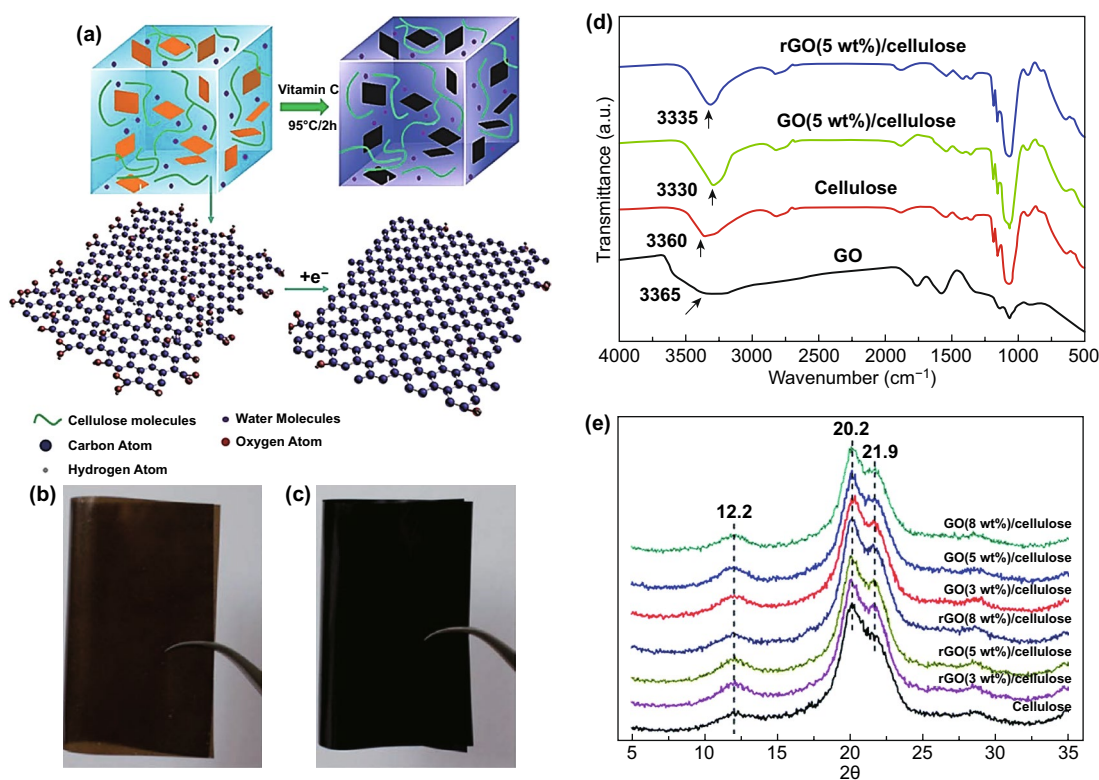 (a)
Vitamin C
95°C/2h
+e⁻
Cellulose molecules
Water Molecules
Carbon Atom
Oxygen Atom
Hydrogen Atom
(b)
(c)
(d)
Transmittance (a.u.)
rGO(5 wt%)/cellulose
3335
GO(5 wt%)/cellulose
3330
Cellulose
3360
GO
3365
4000 3500 3000 2500 2000 1500 1000 500
Wavenumber (cm⁻¹)
(e)
20.2
21.9
12.2
GO(8 wt%)/cellulose
GO(5 wt%)/cellulose
GO(3 wt%)/cellulose
rGO(8 wt%)/cellulose
rGO(5 wt%)/cellulose
rGO(3 wt%)/cellulose
Cellulose
5 10 15 20 25 30 35
2θ